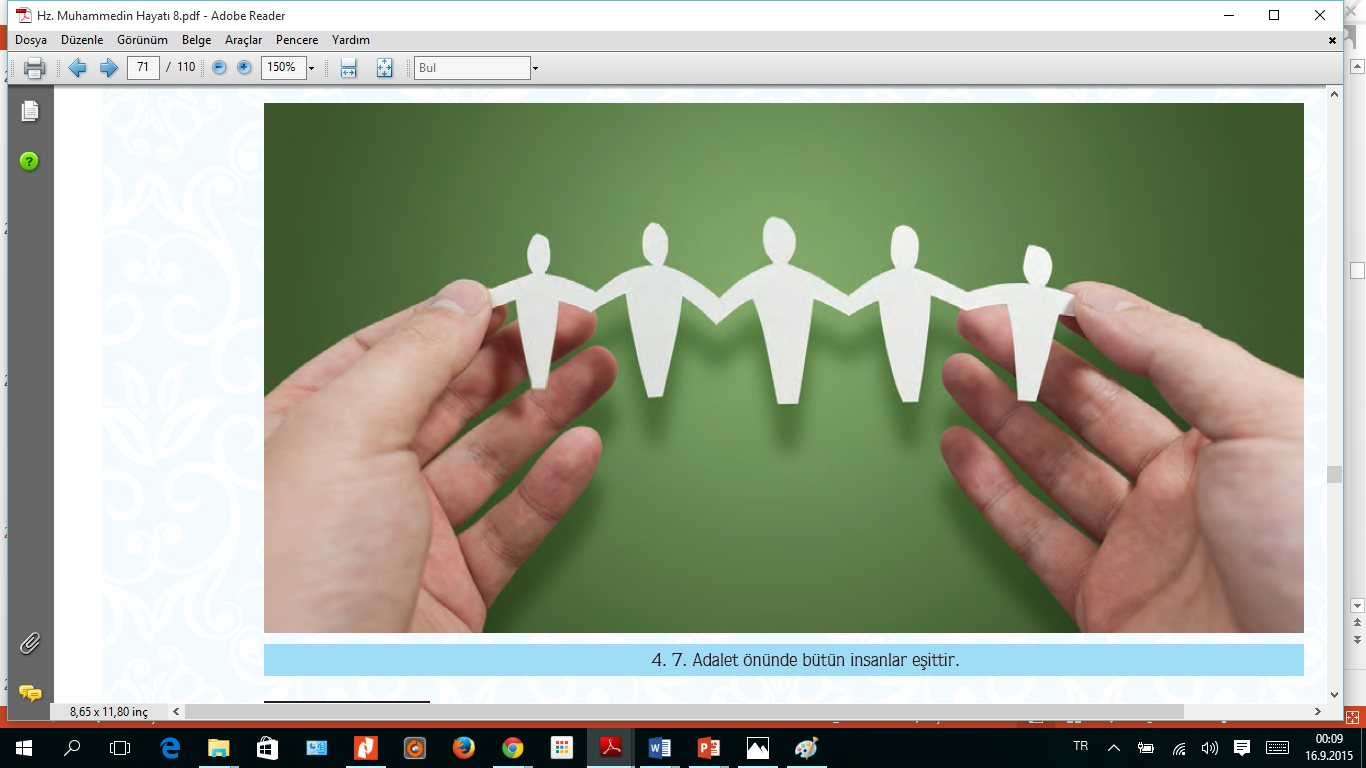 Hz. Muhammedin Hayatı 8.pdf - Adobe Reader
Dosya Düzenle Görünüm Belge Araçlar Pencere Yardım
71 / 110 150% Bul
4. 7. Adalet önünde bütün insanlar eşittir.
8,65 x 11,80 inç
TR 00:09
16.9.2015